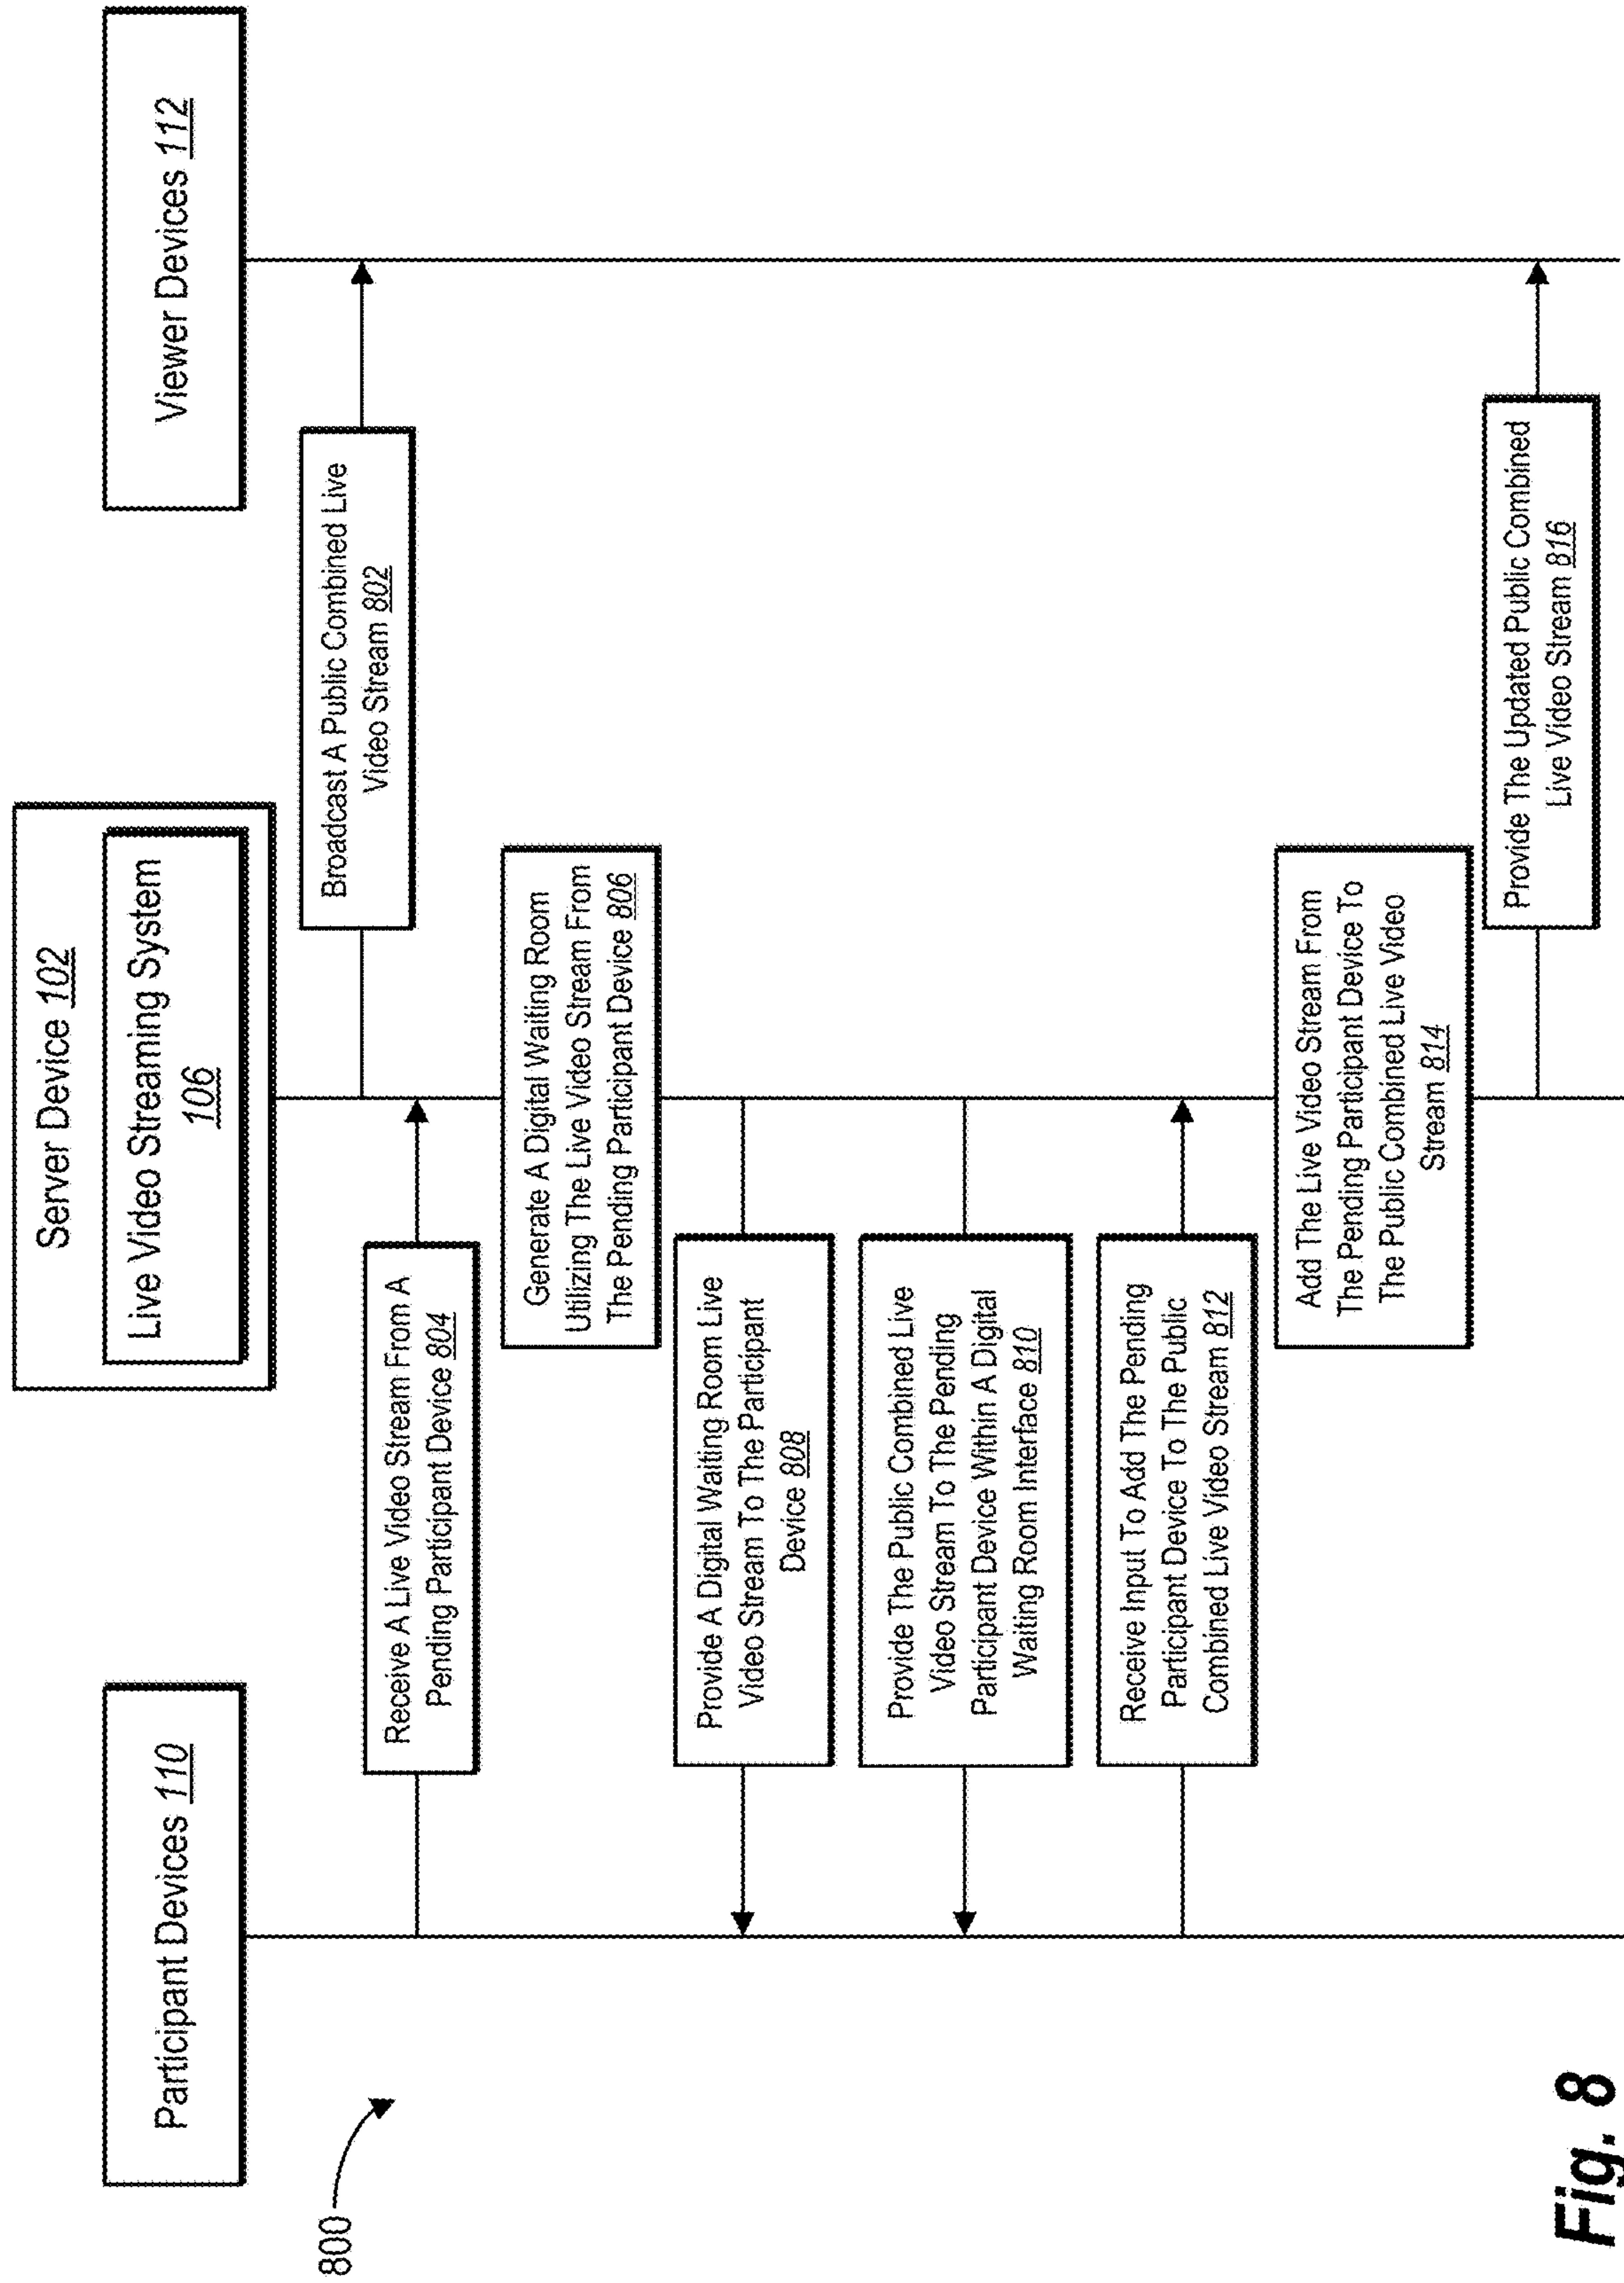 800
Participant Devices 110
Server Device 102
Live Video Streaming System
106
Viewer Devices 112
Broadcast A Public Combined Live
Video Stream 802
Receive A Live Video Stream From A
Pending Participant Device 804
Generate A Digital Waiting Room
Utilizing The Live Video Stream From
The Pending Participant Device 806
Provide A Digital Waiting Room Live
Video Stream To The Participant
Device 808
Provide The Public Combined Live
Video Stream To The Pending
Participant Device Within A Digital
Waiting Room Interface 810
Receive Input To Add The Pending
Participant Device To The Public
Combined Live Video Stream 812
Add The Live Video Stream From
The Pending Participant Device To
The Public Combined Live Video
Stream 814
Provide The Updated Public Combined
Live Video Stream 816
Fig. 8